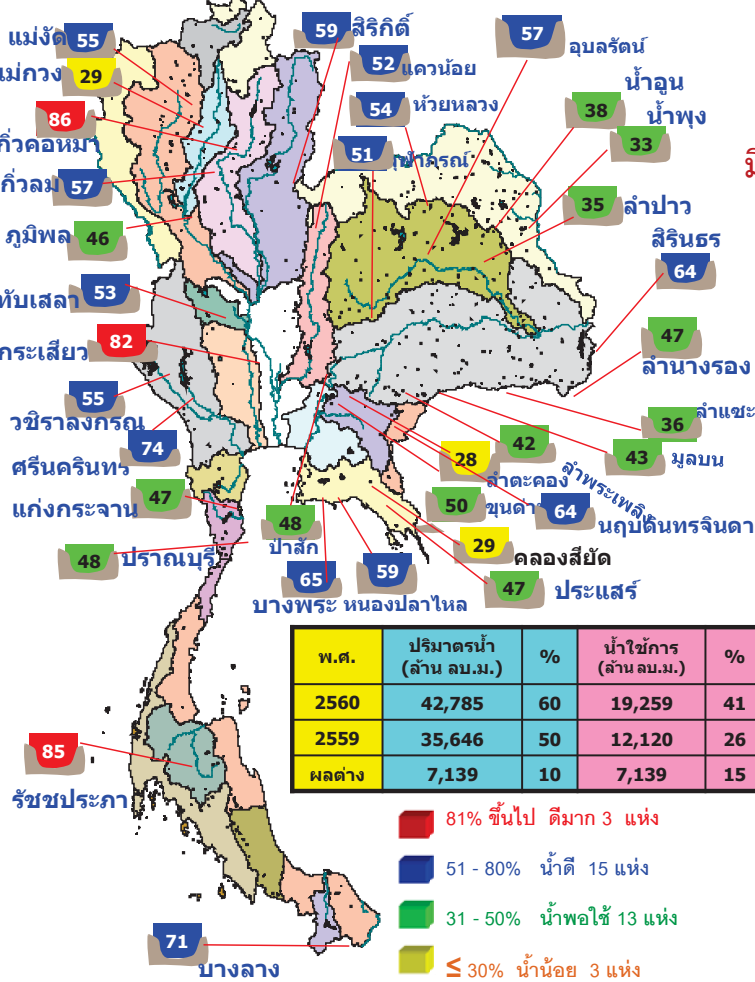 59 สิริกิติ์
แม่งัด 55
57 อุบลรัตน์
52 แควน้อย
แม่กวง 29
น้ำอูน
54 ห้วยหลวง
38 น้ำพุง
86
33
กิ่วคอหมา
51 จุฬาภรณ์
กิ่วลม 57
35 ลำปาว
ภูมิพล 46
สิรินธร
64
ทับเสลา 53
กระเสียว 82
47
ลำนางรอง
55
วชิราลงกรณ
36 ลำแซะ
74
ศรีนครินทร์
42
43 มูลบน
28
ลำตะคอง
ลำพระเพลิง
47
แก่งกระจาน
50 ขุนด่าน
64
นฤบดินทรจินดา
48
ป่าสัก
29
คลองสียัด
48 ปราณบุรี
65
บางพระ
59
หนองปลาไหล
47
ประแสร์
พ.ศ. ปริมาตรน้ำ (ล้าน ลบ.ม.) % น้ำใช้การ (ล้าน ลบ.ม.) %
2560 42,785 60 19,259 41
2559 35,646 50 12,120 26
ผลต่าง 7,139 10 7,139 15
85
รัชชประภา
81% ขึ้นไป ดีมาก 3 แห่ง
51 - 80% น้ำดี 15 แห่ง
31 - 50% น้ำพอใช้ 13 แห่ง
≤ 30% น้ำน้อย 3 แห่ง
71
บางลาง